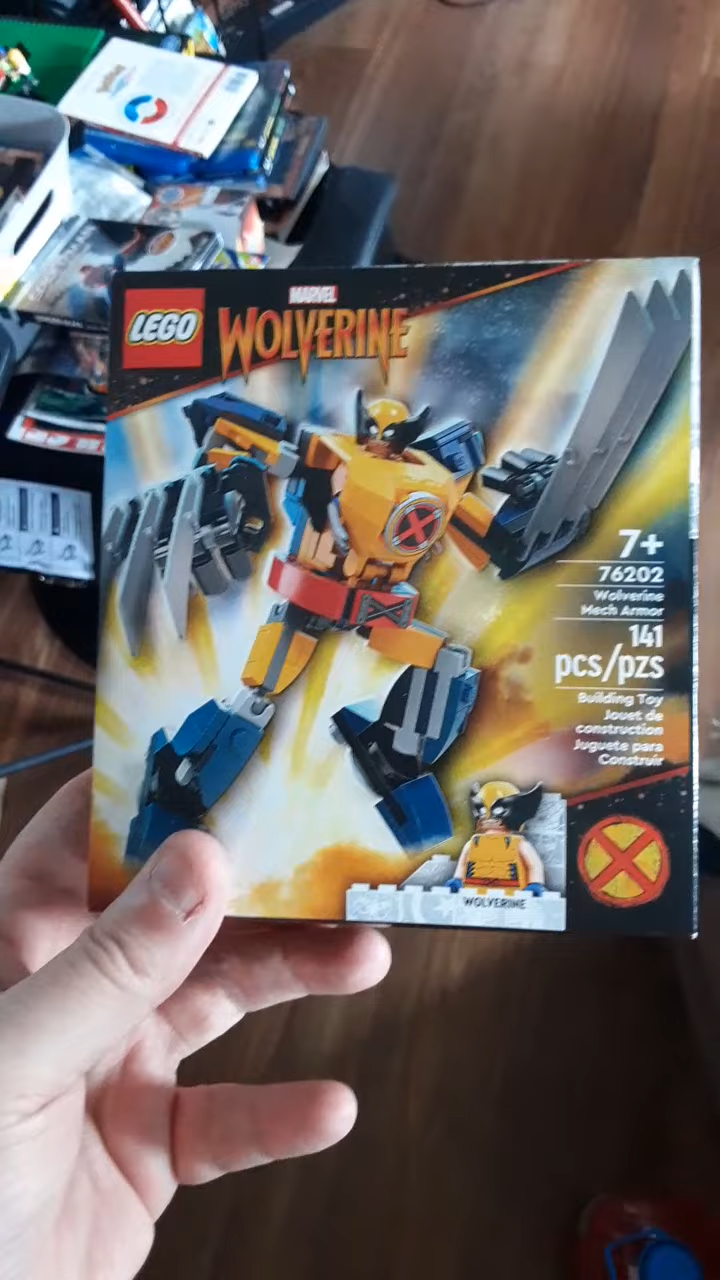 LEGO
MARVEL
WOLVERINE
7+
76202
Wolverine
Mech Armor
141
pcs/pzs
Building Toy
Jouet de
construction
Juguete para
Construir
WOLVERINE